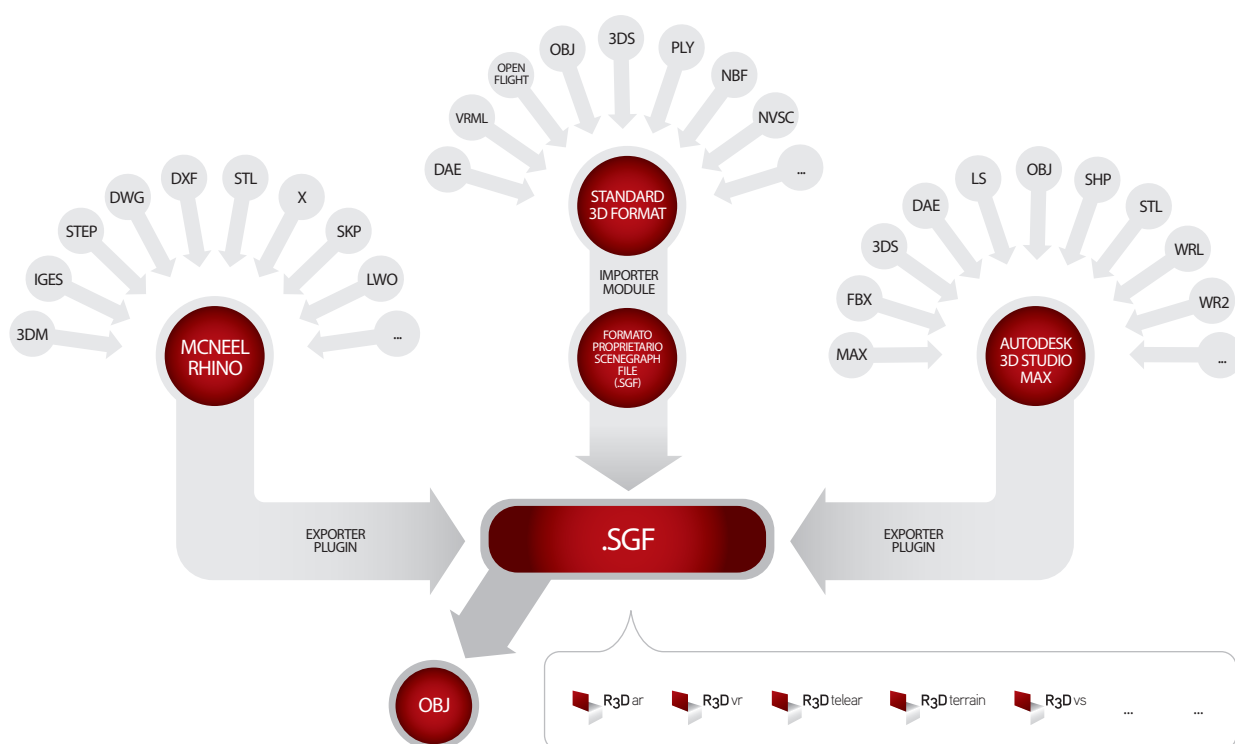 3DM
IGES
STEP
DWG
DXF
STL
X
SKP
LWO
...
MCNEEL
RHINO
DAE
VRML
OPEN
FLIGHT
OBJ
3DS
PLY
NBF
NVSC
...
STANDARD
3D FORMAT
IMPORTER
MODULE
FORMATO
PROPRIETARIO
SCENEGRAPH
FILE
(.SGF)
MAX
FBX
3DS
DAE
LS
OBJ
SHP
STL
WRL
WR2
...
AUTODESK
3D STUDIO
MAX
EXPORTER
PLUGIN
.SGF
EXPORTER
PLUGIN
OBJ
R3D ar
R3D vr
R3D telear
R3D terrain
R3D vs
...
...